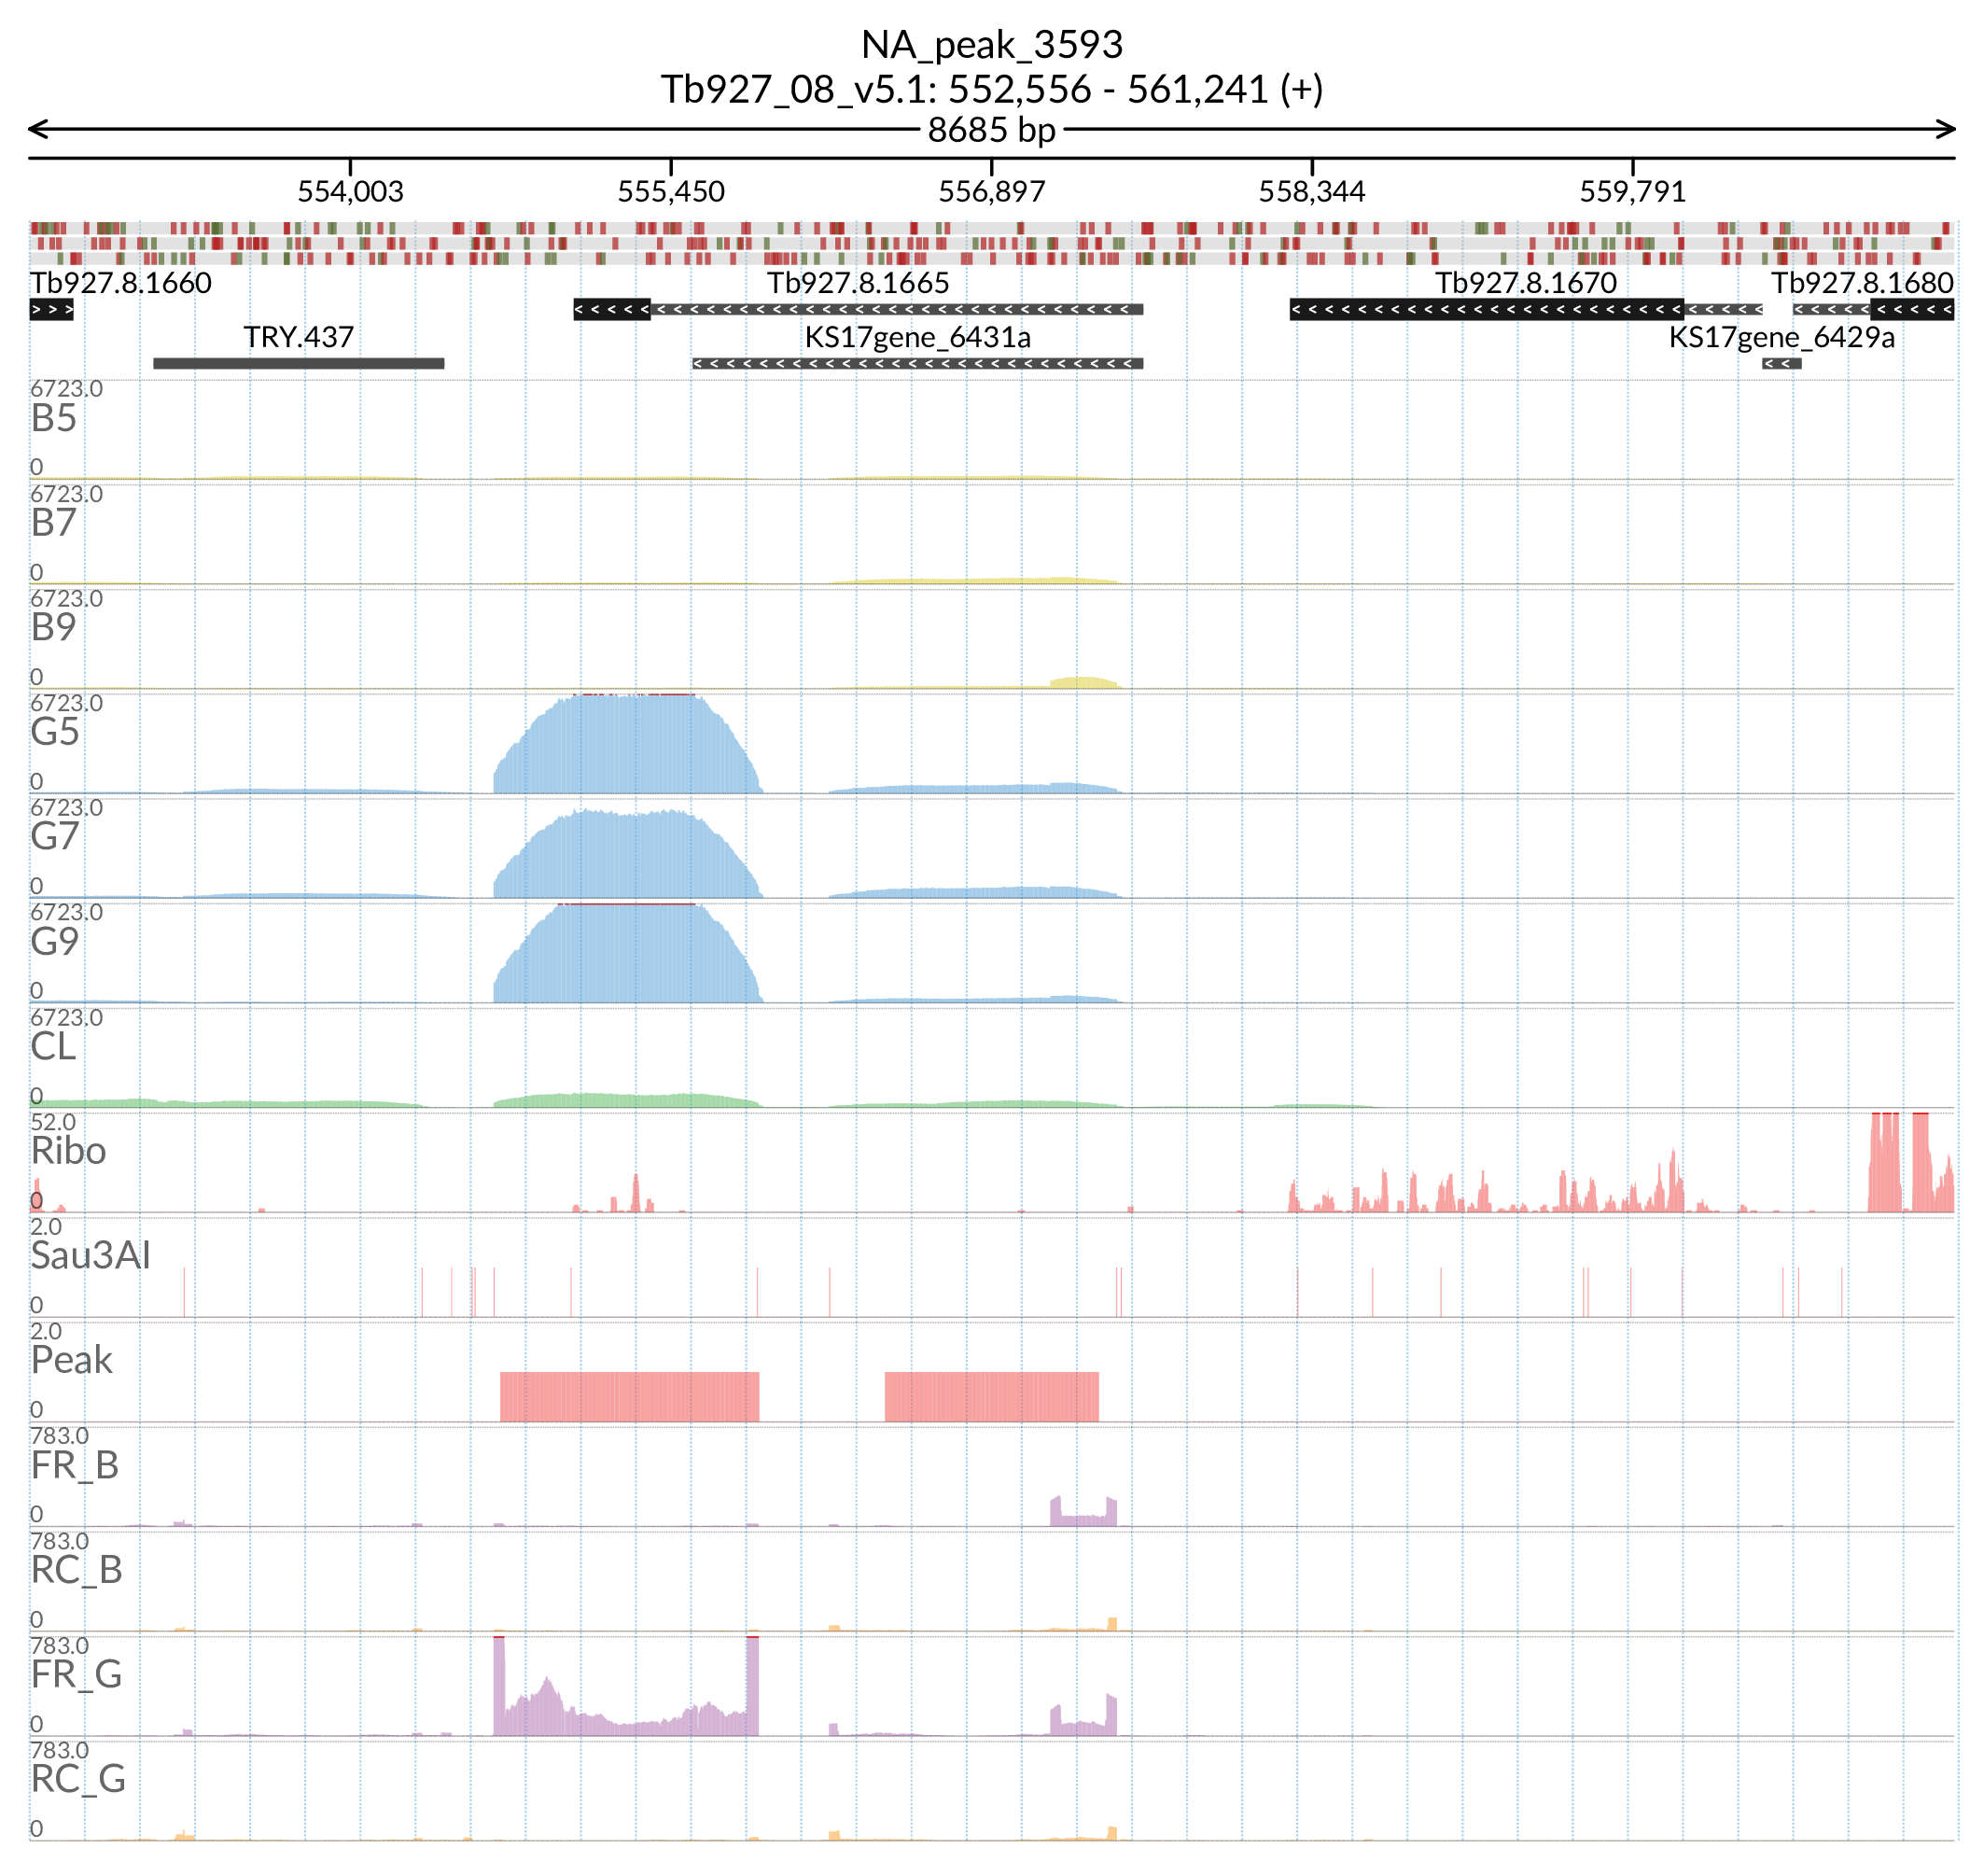 NA_peak_3593
Tb927_08_v5.1: 552,556 - 561,241 (+)
8685 bp
554,003 555,450 556,897 558,344 559,791
Tb927.8.1660 Tb927.8.1665 Tb927.8.1670 Tb927.8.1680
TRY.437 KS17gene_6431a KS17gene_6429a
6723.0
B5
0
6723.0
B7
0
6723.0
B9
0
6723.0
G5
0
6723.0
G7
0
6723.0
G9
0
6723.0
CL
0
52.0
Ribo
0
2.0
Sau3AI
0
2.0
Peak
0
783.0
FR_B
0
783.0
RC_B
0
783.0
FR_G
0
783.0
RC_G
0